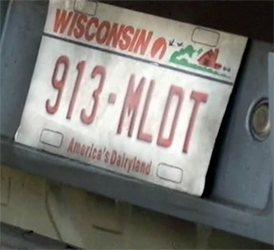 WISCONSIN
913-MLDT
America's Dairyland